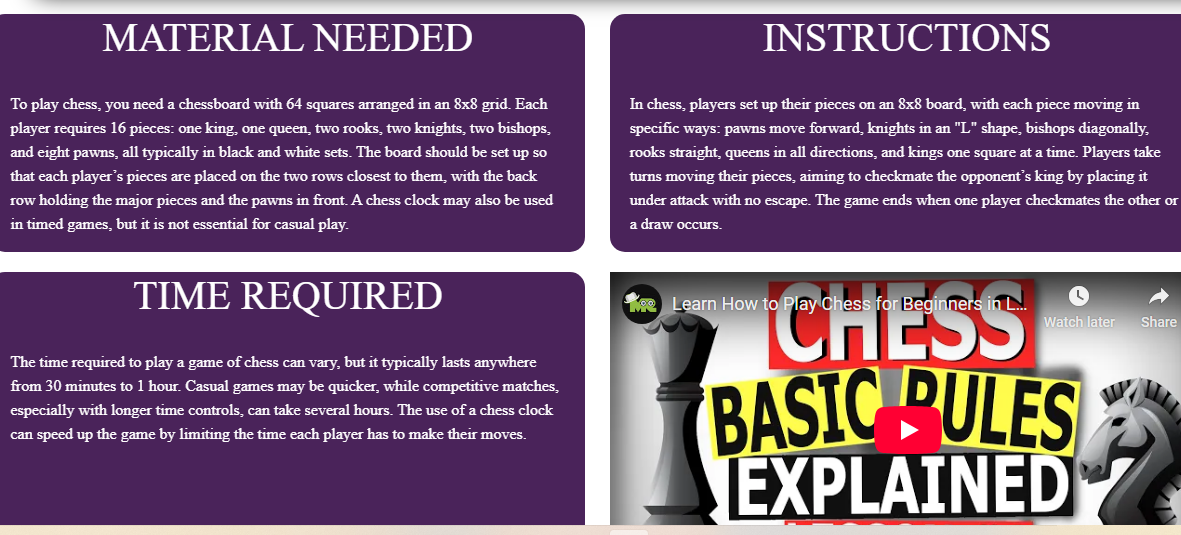 MATERIAL NEEDED
To play chess, you need a chessboard with 64 squares arranged in an 8x8 grid. Each
player requires 16 pieces: one king, one queen, two rooks, two knights, two bishops,
and eight pawns, all typically in black and white sets. The board should be set up so
that each player’s pieces are placed on the two rows closest to them, with the back
row holding the major pieces and the pawns in front. A chess clock may also be used
in timed games, but it is not essential for casual play.
INSTRUCTIONS
In chess, players set up their pieces on an 8x8 board, with each piece moving in
specific ways: pawns move forward, knights in an "L" shape, bishops diagonally,
rooks straight, queens in all directions, and kings one square at a time. Players take
turns moving their pieces, aiming to checkmate the opponent’s king by placing it
under attack with no escape. The game ends when one player checkmates the other or
a draw occurs.
TIME REQUIRED
The time required to play a game of chess can vary, but it typically lasts anywhere
from 30 minutes to 1 hour. Casual games may be quicker, while competitive matches,
especially with longer time controls, can take several hours. The use of a chess clock
can speed up the game by limiting the time each player has to make their moves.
Learn How to Play Chess for Beginners in L...
Watch later
Share
CHESS
BASIC RULES
EXPLAINED